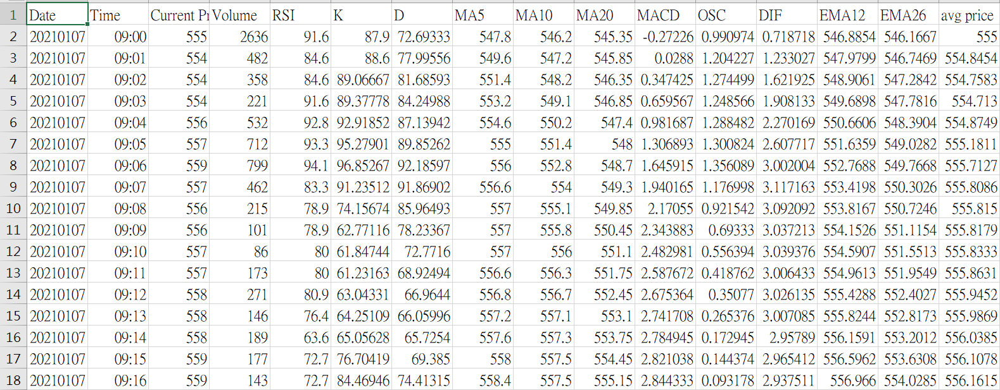 1 Date Time Current Pr Volume RSI K D MA5 MA10 MA20 MACD OSC DIF EMA12 EMA26 avg price
2 20210107 09:00 555 2636 91.6 87.9 72.69333 547.8 546.2 545.35 -0.27226 0.990974 0.718718 546.8854 546.1667 555
3 20210107 09:01 554 482 84.6 88.6 77.99556 549.6 547.2 545.85 0.0288 1.204227 1.233027 547.9799 546.7469 554.8454
4 20210107 09:02 554 358 84.6 89.06667 81.68593 551.4 548.2 546.35 0.347425 1.274499 1.621925 548.9061 547.2842 554.7583
5 20210107 09:03 554 221 91.6 89.37778 84.24988 553.2 549.1 546.85 0.659567 1.248566 1.908133 549.6898 547.7816 554.713
6 20210107 09:04 556 532 92.8 92.91852 87.13942 554.6 550.2 547.4 0.981687 1.288482 2.270169 550.6606 548.3904 554.8749
7 20210107 09:05 557 712 93.3 95.27901 89.85262 555 551.4 548 1.306893 1.300824 2.607717 551.6359 549.0282 555.1811
8 20210107 09:06 559 799 94.1 96.85267 92.18597 556 552.8 548.7 1.645915 1.356089 3.002004 552.7688 549.7668 555.7127
9 20210107 09:07 557 462 83.3 91.23512 91.86902 556.6 554 549.3 1.940165 1.176998 3.117163 553.4198 550.3026 555.8086
10 20210107 09:08 556 215 78.9 74.15674 85.96493 557 555.1 549.85 2.17055 0.921542 3.092092 553.8167 550.7246 555.815
11 20210107 09:09 556 101 78.9 62.77116 78.23367 557 555.8 550.45 2.343883 0.69333 3.037213 554.1526 551.1154 555.8179
12 20210107 09:10 557 86 80 61.84744 72.7716 557 556 551.1 2.482981 0.556394 3.039376 554.5907 551.5513 555.8333
13 20210107 09:11 557 173 80 61.23163 68.92494 556.6 556.3 551.75 2.587672 0.418762 3.006433 554.9613 551.9549 555.8631
14 20210107 09:12 558 271 80.9 63.04331 66.9644 556.8 556.7 552.45 2.675364 0.35077 3.026135 555.4288 552.4027 555.9452
15 20210107 09:13 558 146 76.4 64.25109 66.05996 557.2 557.1 553.1 2.741708 0.265376 3.007085 555.8244 552.8173 555.9869
16 20210107 09:14 558 189 63.6 65.05628 65.7254 557.6 557.3 553.75 2.784945 0.172945 2.95789 556.1591 553.2012 556.0385
17 20210107 09:15 559 177 72.7 76.70419 69.385 558 557.5 554.45 2.821038 0.144374 2.965412 556.5962 553.6308 556.1078
18 20210107 09:16 559 143 72.7 84.46946 74.41315 558.4 557.5 555.15 2.844333 0.093178 2.937511 556.966 554.0285 556.1615